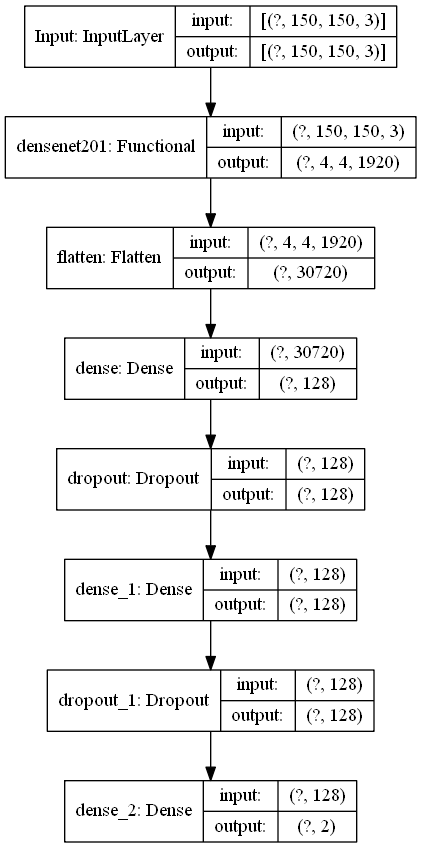 Input: InputLayer
input:
[(?, 150, 150, 3)]
output:
[(?, 150, 150, 3)]
densenet201: Functional
input:
(?, 150, 150, 3)
output:
(?, 4, 4, 1920)
flatten: Flatten
input:
(?, 4, 4, 1920)
output:
(?, 30720)
dense: Dense
input:
(?, 30720)
output:
(?, 128)
dropout: Dropout
input:
(?, 128)
output:
(?, 128)
dense_1: Dense
input:
(?, 128)
output:
(?, 128)
dropout_1: Dropout
input:
(?, 128)
output:
(?, 128)
dense_2: Dense
input:
(?, 128)
output:
(?, 2)